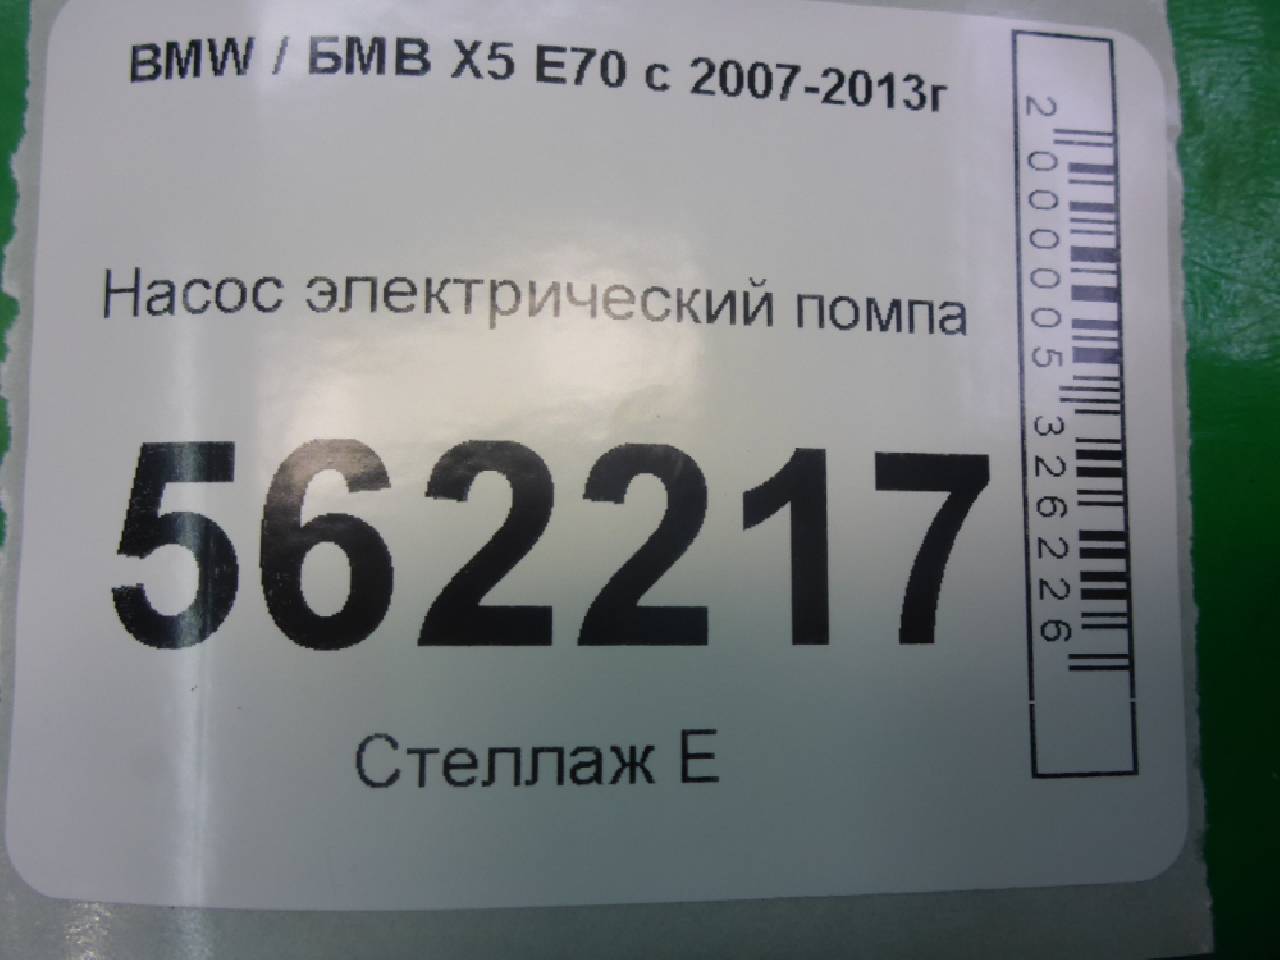 BMW / БМВ X5 E70 с 2007-2013г
Насос электрический помпа
562217
Стеллаж E
2000005326226